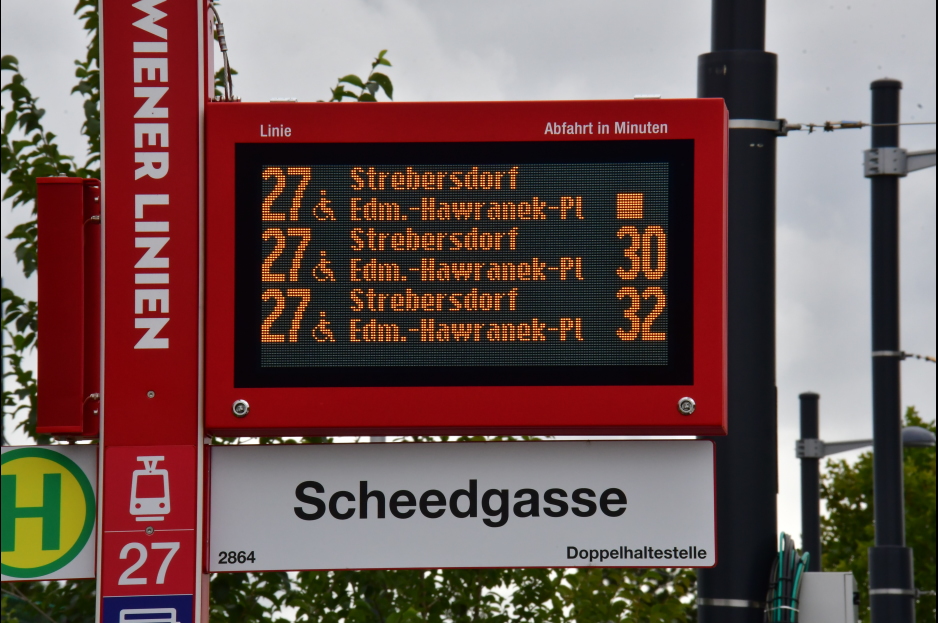 WIENER LINIEN
Linie Abfahrt in Minuten
27 Strebersdorf
Edm.-Hawranek-Pl
27 Strebersdorf
Edm.-Hawranek-Pl 30
27 Strebersdorf
Edm.-Hawranek-Pl 32
H
27
Scheedgasse
2864 Doppelhaltestelle